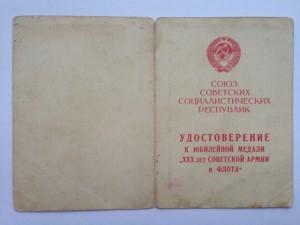 СОЮЗ
СОВЕТСКИХ
СОЦИАЛИСТИЧЕСКИХ
РЕСПУБЛИК
УДОСТОВЕРЕНИЕ
К ЮБИЛЕЙНОЙ МЕДАЛИ
„XXX лет СОВЕТСКОЙ АРМИИ
и ФЛОТА“